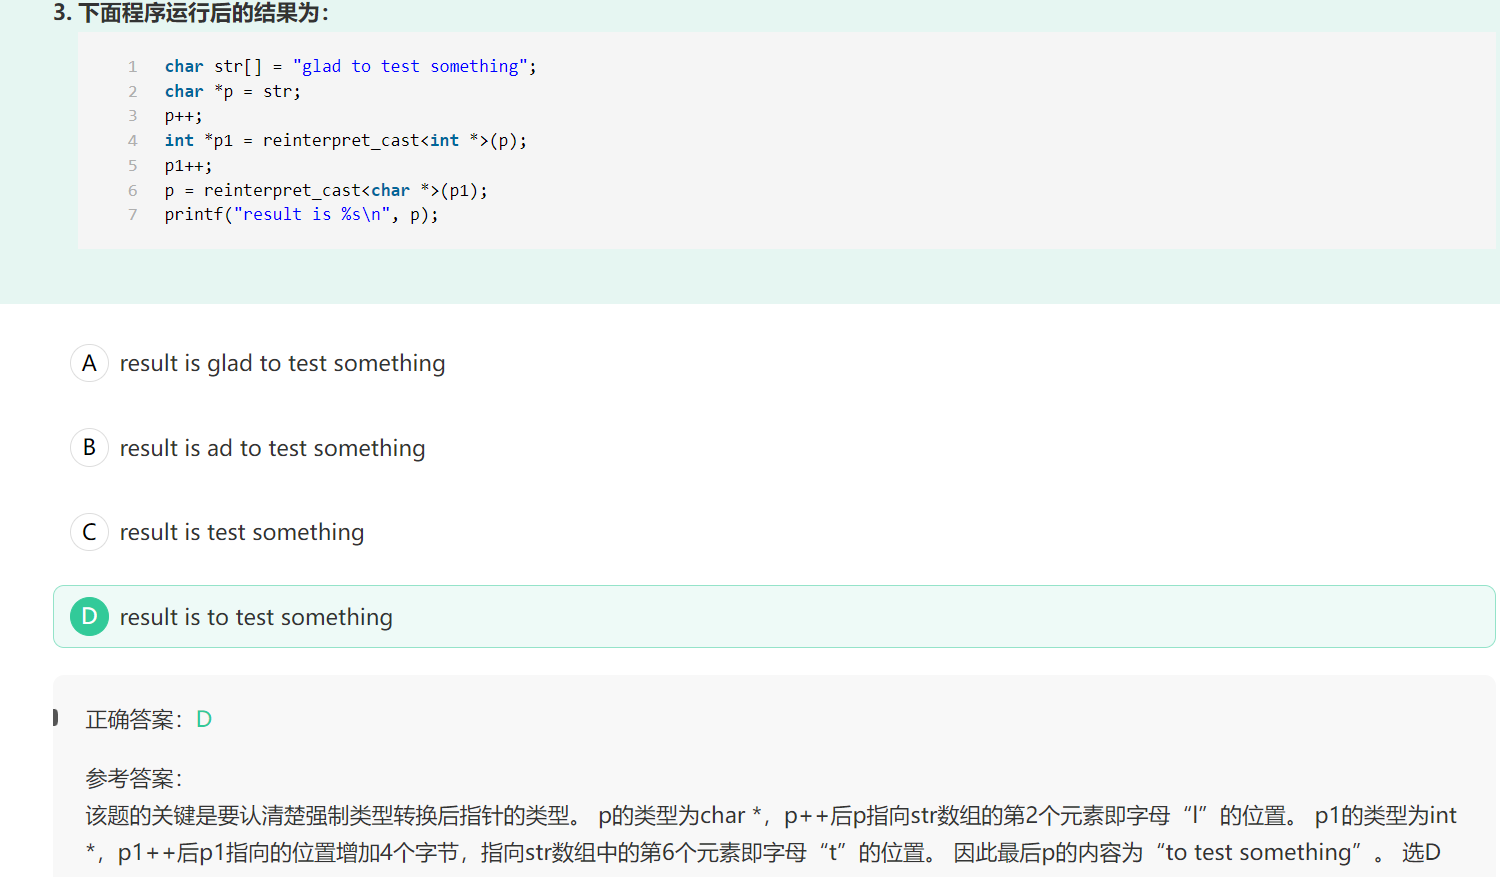 3. 下面程序运行后的结果为：
1 char str[] = "glad to test something";
2 char *p = str;
3 p++;
4 int *p1 = reinterpret_cast<int *>(p);
5 p1++;
6 p = reinterpret_cast<char *>(p1);
7 printf("result is %s\n", p);
A result is glad to test something
B result is ad to test something
C result is test something
D result is to test something
正确答案：D
参考答案：
该题的关键是要认清楚强制类型转换后指针的类型。 p的类型为char *，p++后p指向str数组的第2个元素即字母“l”的位置。 p1的类型为int
*，p1++后p1指向的位置增加4个字节，指向str数组中的第6个元素即字母“t”的位置。 因此最后p的内容为“to test something”。 选D